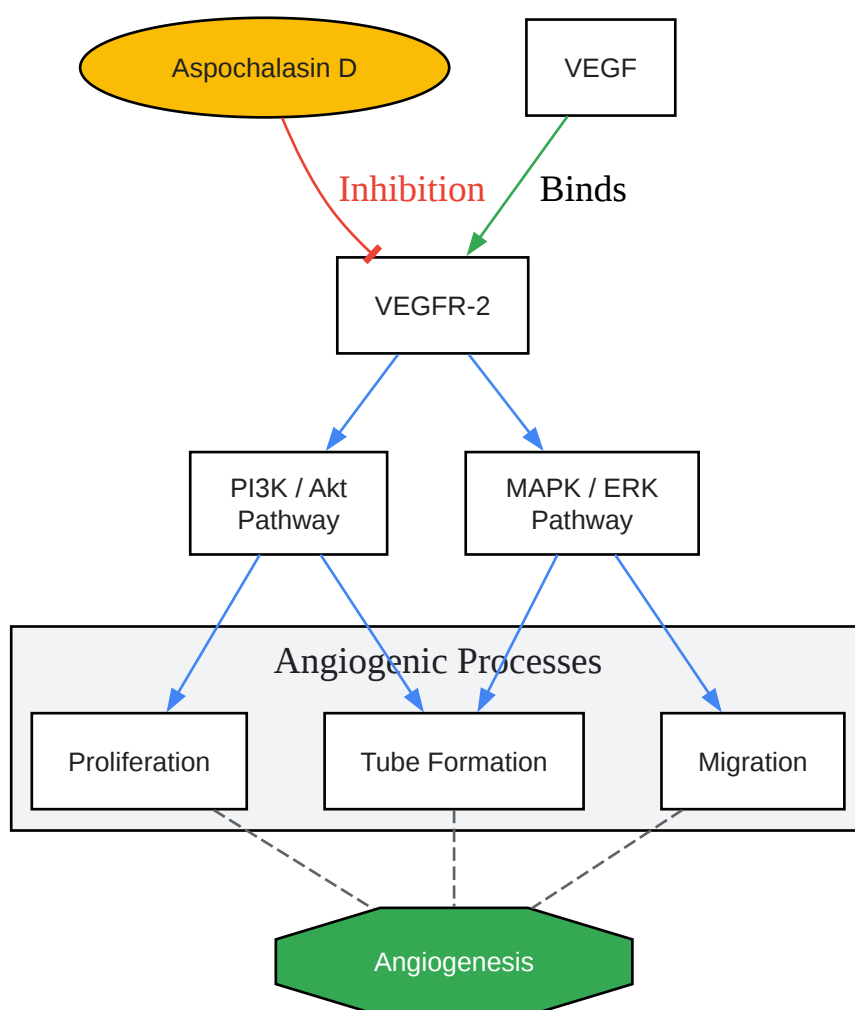 Aspochalasin D
VEGF
Inhibition
Binds
VEGFR-2
PI3K / Akt
Pathway
MAPK / ERK
Pathway
Angiogenic Processes
Proliferation
Tube Formation
Migration
Angiogenesis